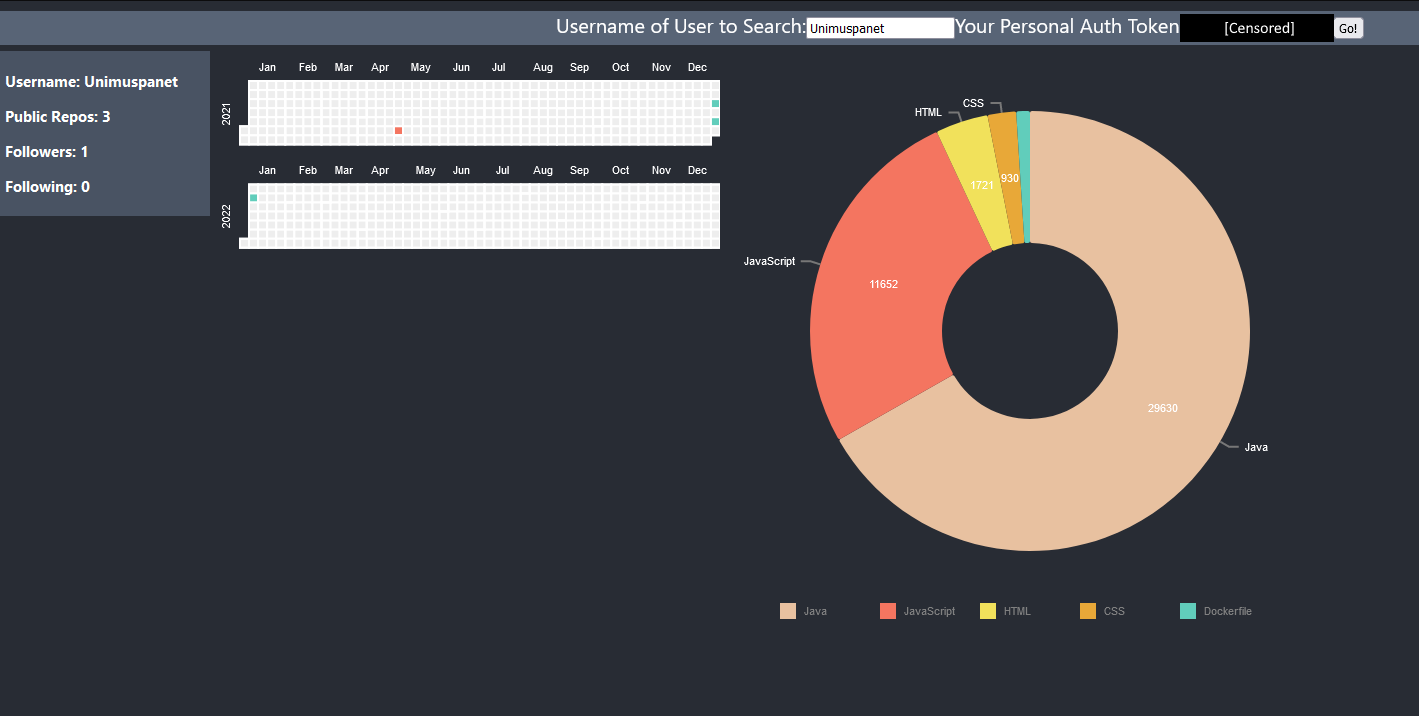 Username of User to Search: Unimuspanet Your Personal Auth Token [Censored] Go!
Username: Unimuspanet
Public Repos: 3
Followers: 1
Following: 0
Jan Feb Mar Apr May Jun Jul Aug Sep Oct Nov Dec
2021
Jan Feb Mar Apr May Jun Jul Aug Sep Oct Nov Dec
2022
CSS
HTML
930
1721
JavaScript
11652
29630
Java
Java JavaScript HTML CSS Dockerfile